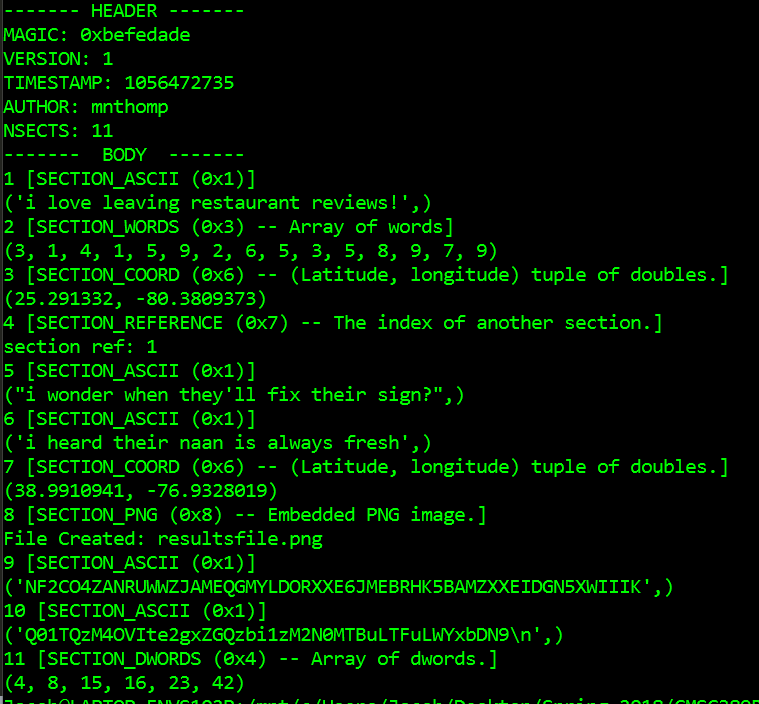 ------- HEADER -------
MAGIC: 0xbefedade
VERSION: 1
TIMESTAMP: 1056472735
AUTHOR: mnthomp
NSECTS: 11
-------  BODY  -------
1 [SECTION_ASCII (0x1)]
('i love leaving restaurant reviews!',)
2 [SECTION_WORDS (0x3) -- Array of words]
(3, 1, 4, 1, 5, 9, 2, 6, 5, 3, 5, 8, 9, 7, 9)
3 [SECTION_COORD (0x6) -- (Latitude, longitude) tuple of doubles.]
(25.291332, -80.3809373)
4 [SECTION_REFERENCE (0x7) -- The index of another section.]
section ref: 1
5 [SECTION_ASCII (0x1)]
("i wonder when they'll fix their sign?",)
6 [SECTION_ASCII (0x1)]
('i heard their naan is always fresh',)
7 [SECTION_COORD (0x6) -- (Latitude, longitude) tuple of doubles.]
(38.9910941, -76.9328019)
8 [SECTION_PNG (0x8) -- Embedded PNG image.]
File Created: resultsfile.png
9 [SECTION_ASCII (0x1)]
('NF2CO4ZANRUWWZJAMEQGMYLDORXXE6JMEBRHK5BAMZXXEIDGN5XWIIIK',)
10 [SECTION_ASCII (0x1)]
('Q01TQzM4OVIte2gxZGQzbi1zM2N0MTBuLTFuLWYxbDN9\n',)
11 [SECTION_DWORDS (0x4) -- Array of dwords.]
(4, 8, 15, 16, 23, 42)